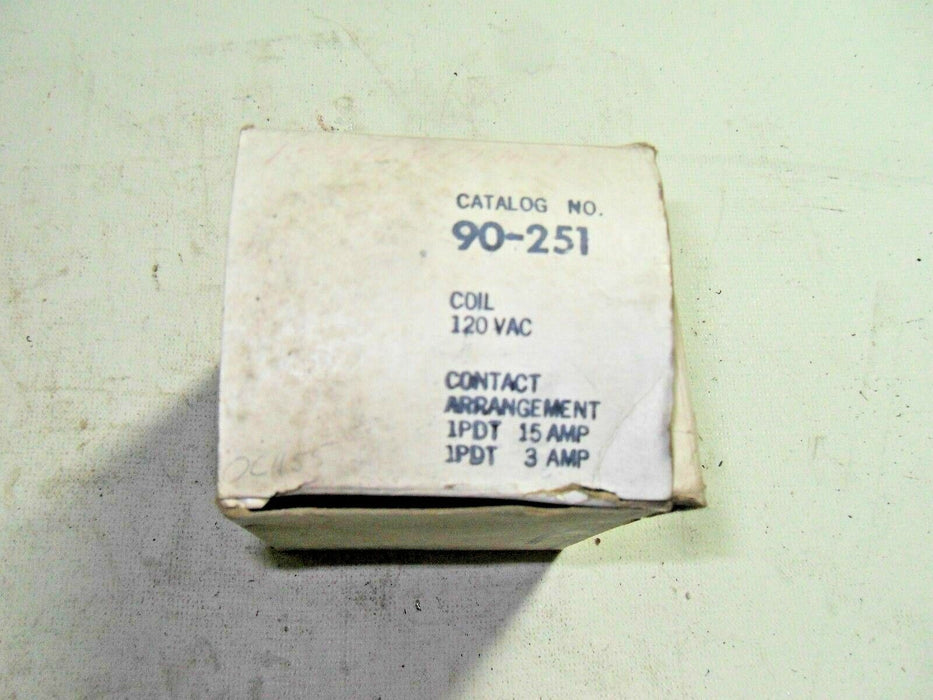 CATALOG NO.
90-251
COIL
120 VAC
CONTACT
ARRANGEMENT
1PDT 15 AMP
1PDT 3 AMP